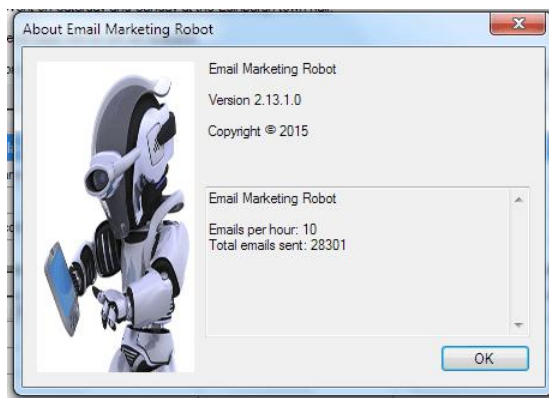 About Email Marketing Robot
Email Marketing Robot
Version 2.13.1.0
Copyright © 2015
Email Marketing Robot
Emails per hour: 10
Total emails sent: 28301
OK